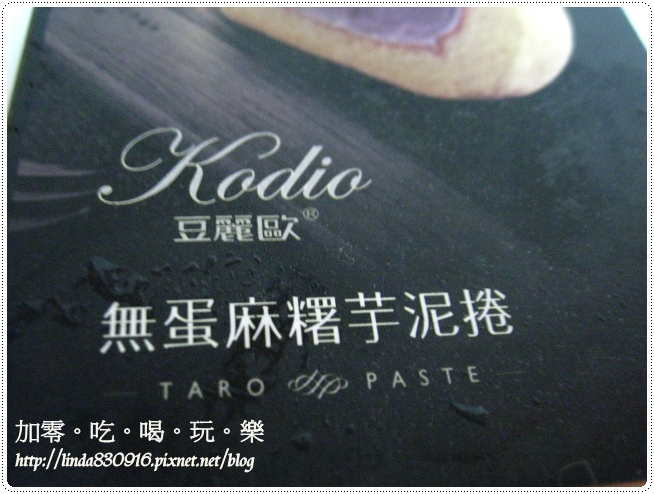 Kodio
豆麗歐®
無蛋麻糬芋泥捲
TARO PASTE
加零。吃。喝。玩。樂
http://linda830916.pixnet.net/blog